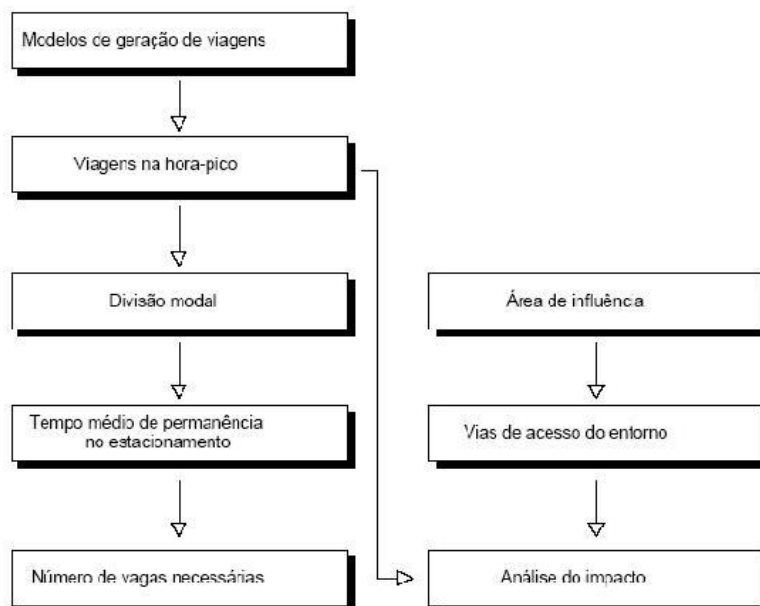 Modelos de geração de viagens
Viagens na hora-pico
Divisão modal
Área de influência
Tempo médio de permanência
no estacionamento
Vias de acesso do entorno
Número de vagas necessárias
Análise do impacto